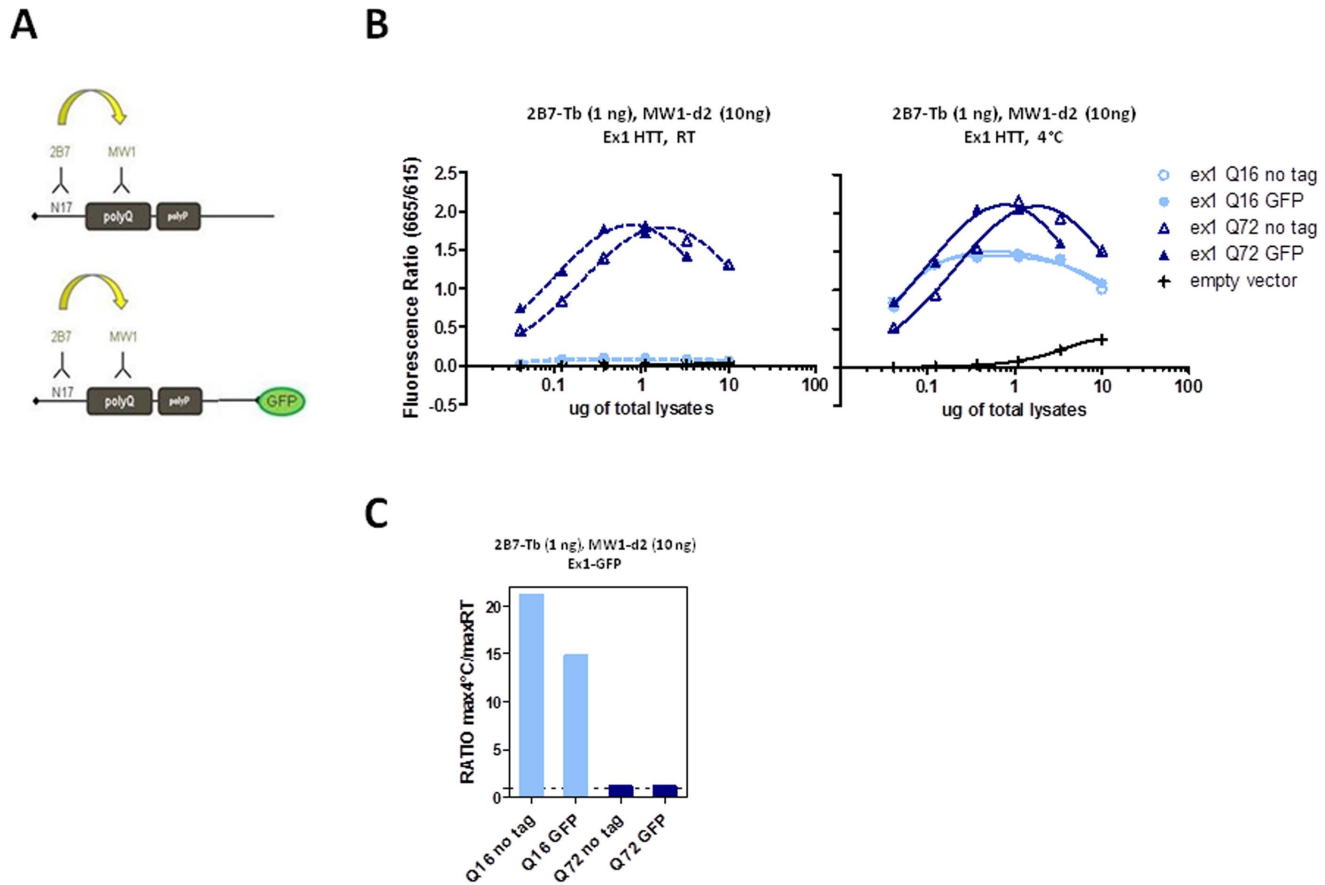 A
2B7 MW1
N17 polyQ polyP
2B7 MW1
N17 polyQ polyP GFP
B
2B7-Tb (1 ng), MW1-d2 (10ng)
Ex1 HTT, RT
Fluorescence Ratio (665/615)
2.5
2.0
1.5
1.0
0.5
0.0
-0.5
0.1 1 10 100
ug of total lysates
2B7-Tb (1 ng), MW1-d2 (10ng)
Ex1 HTT, 4°C
0.1 1 10 100
ug of total lysates
ex1 Q16 no tag
ex1 Q16 GFP
ex1 Q72 no tag
ex1 Q72 GFP
empty vector
C
2B7-Tb (1 ng), MW1-d2 (10 ng)
Ex1-GFP
RATIO max4°C/maxRT
20
15
10
5
0
Q16 no tag
Q16 GFP
Q72 no tag
Q72 GFP